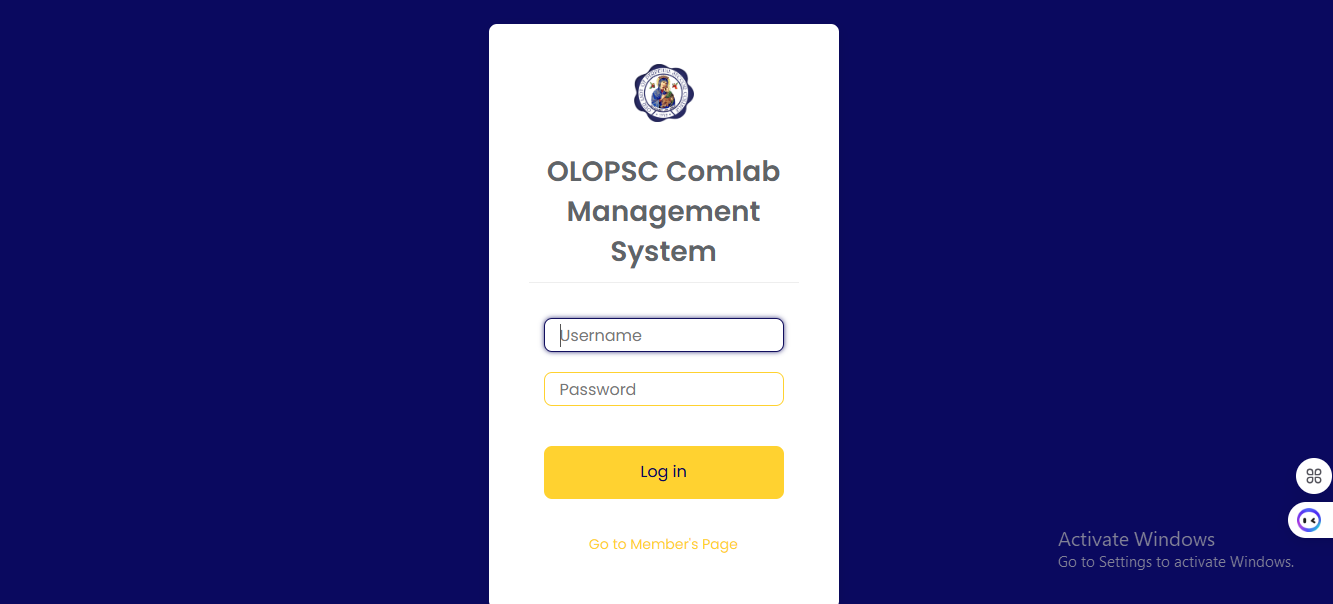 OLOPSC Comlab
Management
System
Username
Password
Log in
Go to Member's Page
Activate Windows
Go to Settings to activate Windows.